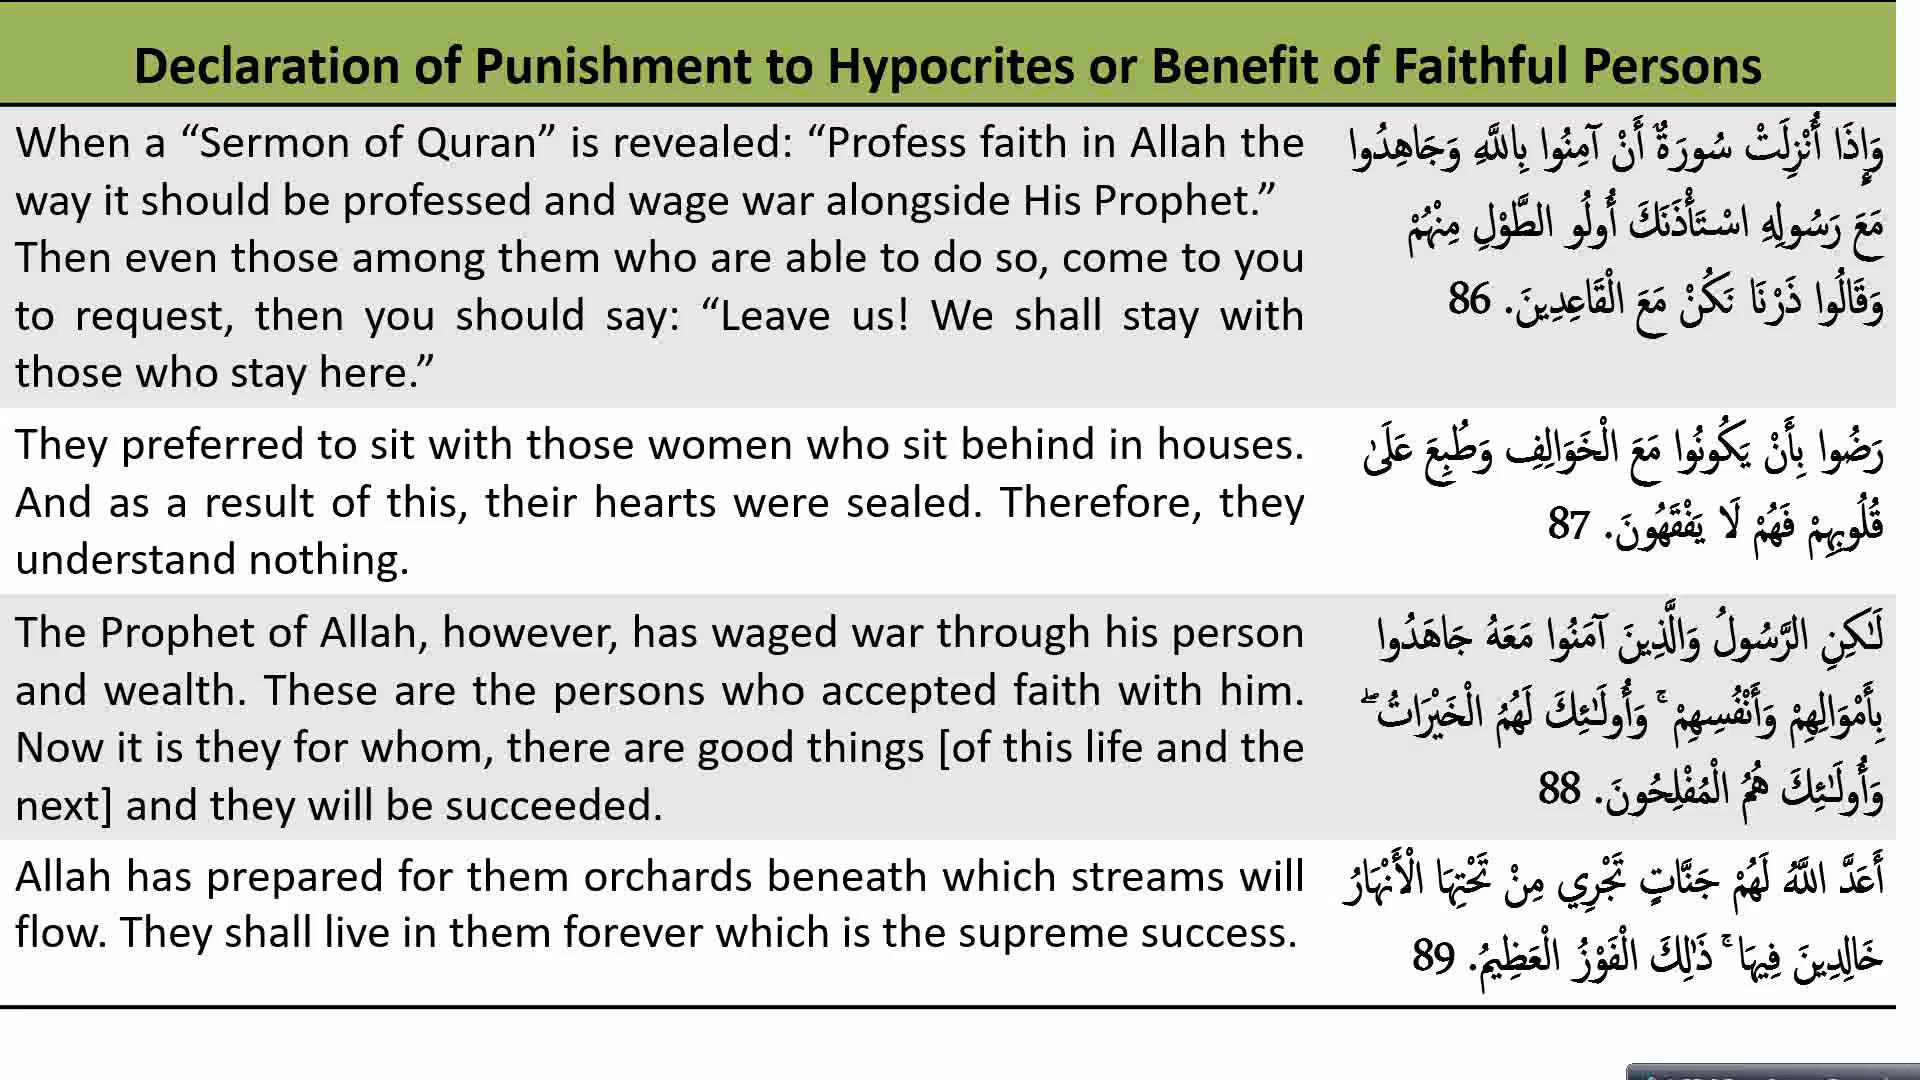 Declaration of Punishment to Hypocrites or Benefit of Faithful Persons
When a “Sermon of Quran” is revealed: “Profess faith in Allah the
way it should be professed and wage war alongside His Prophet.”
Then even those among them who are able to do so, come to you
to request, then you should say: “Leave us! We shall stay with
those who stay here.”
وَإِذَا أُنْزِلَتْ سُورَةٌ أَنْ آمِنُوا بِاللَّهِ وَجَاهِدُوا
مَعَ رَسُولِهِ اسْتَأْذَنَكَ أُولُو الطَّوْلِ مِنْهُمْ
وَقَالُوا ذَرْنَا نَكُنْ مَعَ الْقَاعِدِينَ. 86
They preferred to sit with those women who sit behind in houses.
And as a result of this, their hearts were sealed. Therefore, they
understand nothing.
رَضُوا بِأَنْ يَكُونُوا مَعَ الْخَوَالِفِ وَطُبِعَ عَلَىٰ
قُلُوبِهِمْ فَهُمْ لَا يَفْقَهُونَ. 87
The Prophet of Allah, however, has waged war through his person
and wealth. These are the persons who accepted faith with him.
Now it is they for whom, there are good things [of this life and the
next] and they will be succeeded.
لَٰكِنِ الرَّسُولُ وَالَّذِينَ آمَنُوا مَعَهُ جَاهَدُوا
بِأَمْوَالِهِمْ وَأَنْفُسِهِمْ ۚ وَأُولَٰئِكَ لَهُمُ الْخَيْرَاتُ ۖ
وَأُولَٰئِكَ هُمُ الْمُفْلِحُونَ. 88
Allah has prepared for them orchards beneath which streams will
flow. They shall live in them forever which is the supreme success.
أَعَدَّ اللَّهُ لَهُمْ جَنَّاتٍ تَجْرِي مِنْ تَحْتِهَا الْأَنْهَارُ
خَالِدِينَ فِيهَا ۚ ذَٰلِكَ الْفَوْزُ الْعَظِيمُ. 89